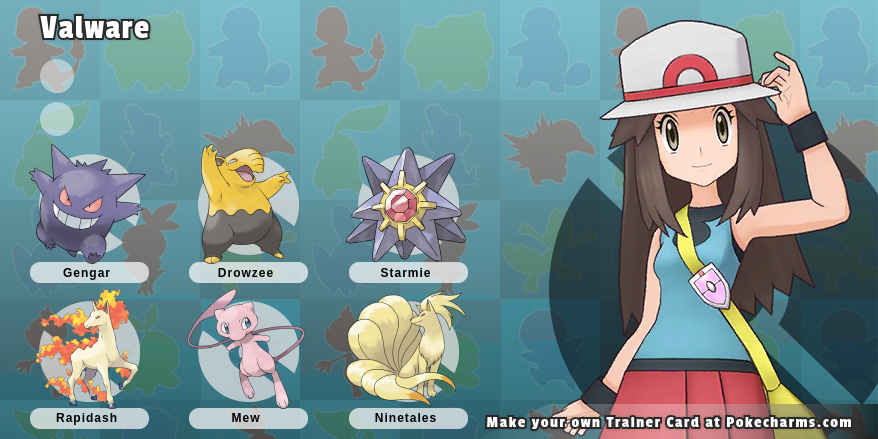 Valware
Gengar
Drowzee
Starmie
Rapidash
Mew
Ninetales
Make your own Trainer Card at Pokecharms.com